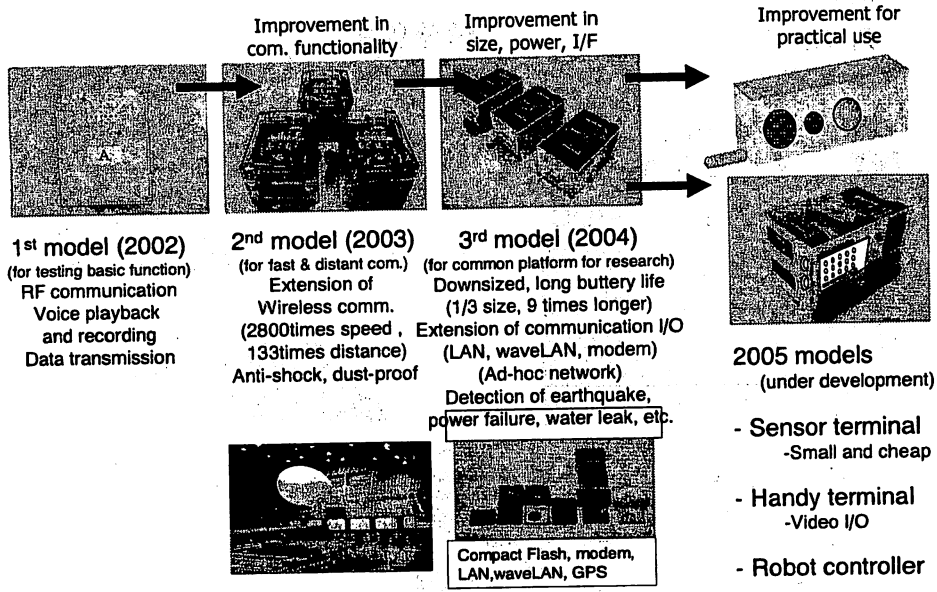 Improvement in
com. functionality
Improvement in
size, power, I/F
Improvement for
practical use
A
1st model (2002)
(for testing basic function)
RF communication
Voice playback
and recording
Data transmission
2nd model (2003)
(for fast & distant com.)
Extension of
Wireless comm.
(2800times speed ,
133times distance)
Anti-shock, dust-proof
3rd model (2004)
(for common platform for research)
Downsized, long buttery life
(1/3 size, 9 times longer)
Extension of communication I/O
(LAN, waveLAN, modem)
(Ad-hoc network)
Detection of earthquake,
power failure, water leak, etc.
Compact Flash, modem,
LAN,waveLAN, GPS
2005 models
(under development)
- Sensor terminal
-Small and cheap
- Handy terminal
-Video I/O
- Robot controller